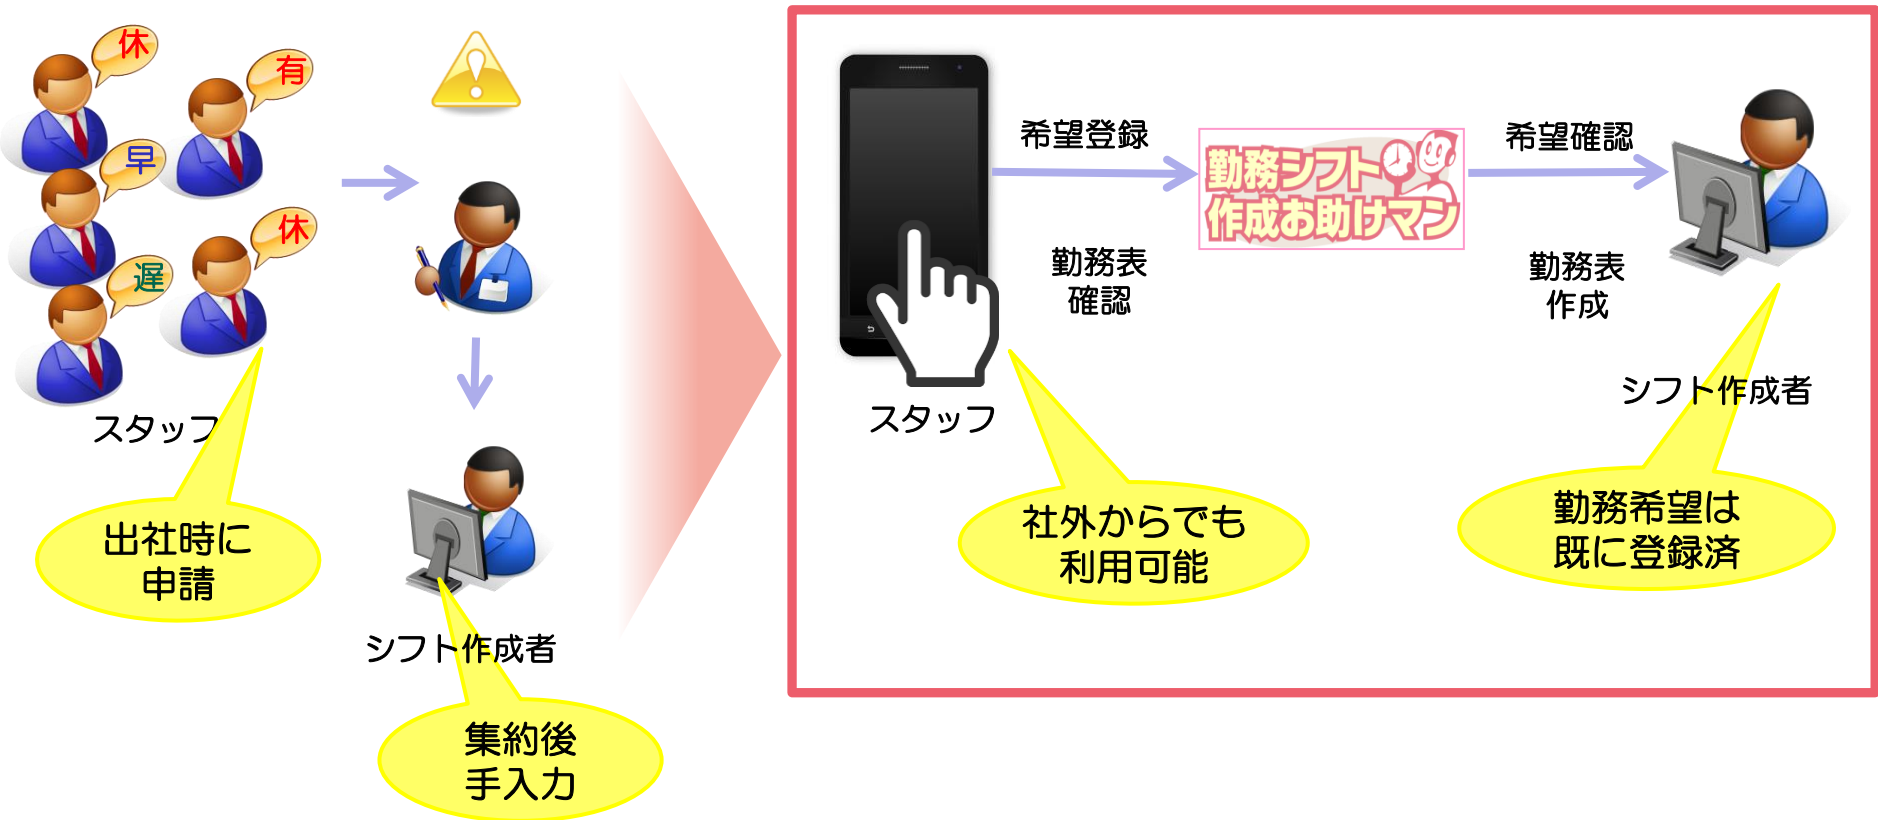 休
有
早
休
遅
スタッフ
出社時に
申請
シフト作成者
集約後
手入力
希望登録
勤務シフト
作成お助けマン
希望確認
勤務表
確認
勤務表
作成
スタッフ
シフト作成者
社外からでも
利用可能
勤務希望は
既に登録済